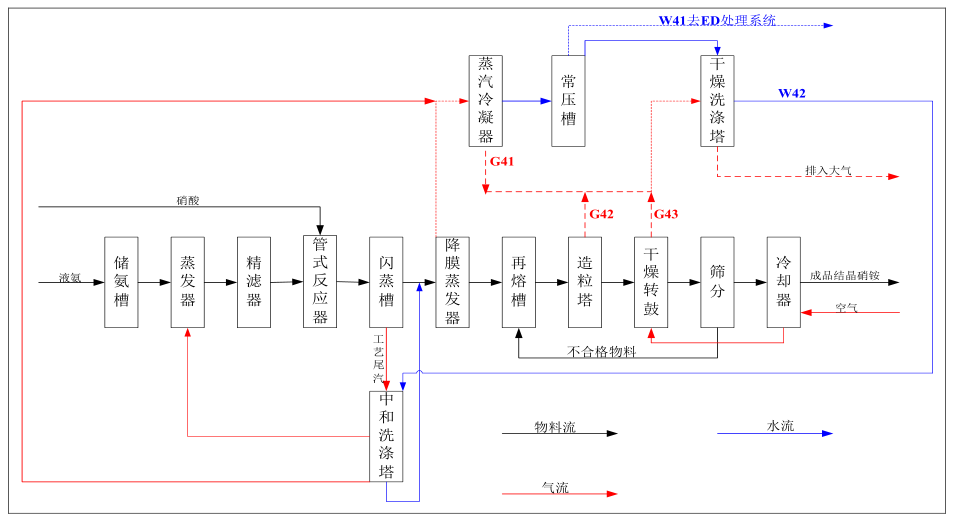 W41去ED处理系统
蒸汽冷凝器
常压槽
干燥洗涤塔
W42
G41
排入大气
硝酸
G42
G43
液氨
储氨槽
蒸发器
精滤器
管式反应器
闪蒸槽
降膜蒸发器
再熔槽
造粒塔
干燥转鼓
筛分
冷却器
成品结晶硝铵
空气
工艺尾汽
不合格物料
中和洗涤塔
物料流
水流
气流